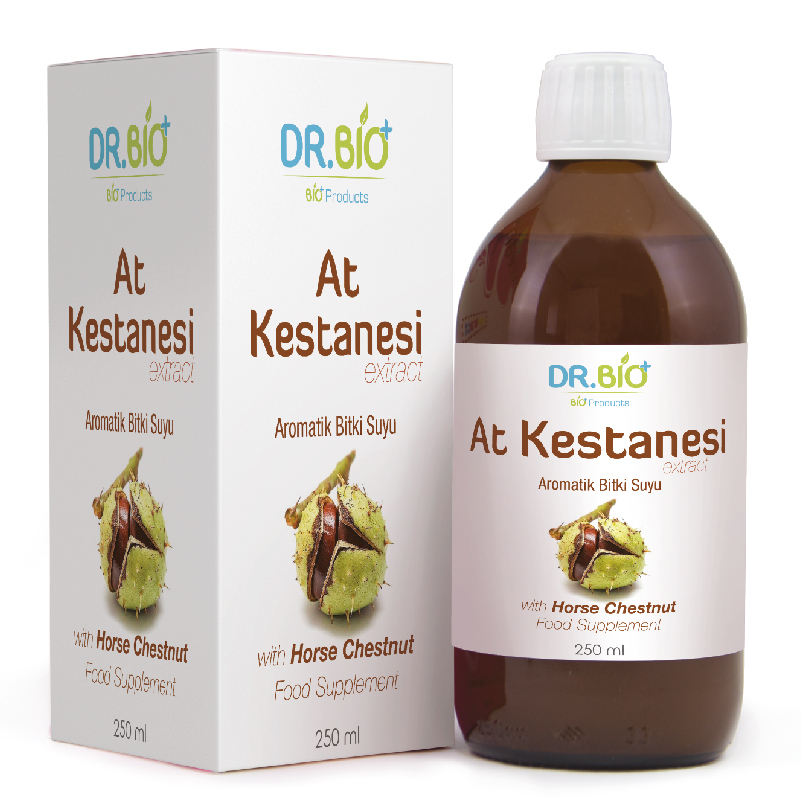 DR.BIO+
BIO+ Products
At
Kestanesi
extract
Aromatik Bitki Suyu
with Horse Chestnut
Food Supplement
250 ml
DR.BIO+
BIO+ Products
At
Kestanesi
extract
Aromatik Bitki Suyu
with Horse Chestnut
Food Supplement
250 ml
DR.BIO+
BIO+ Products
At Kestanesi
extract
Aromatik Bitki Suyu
with Horse Chestnut
Food Supplement
250 ml